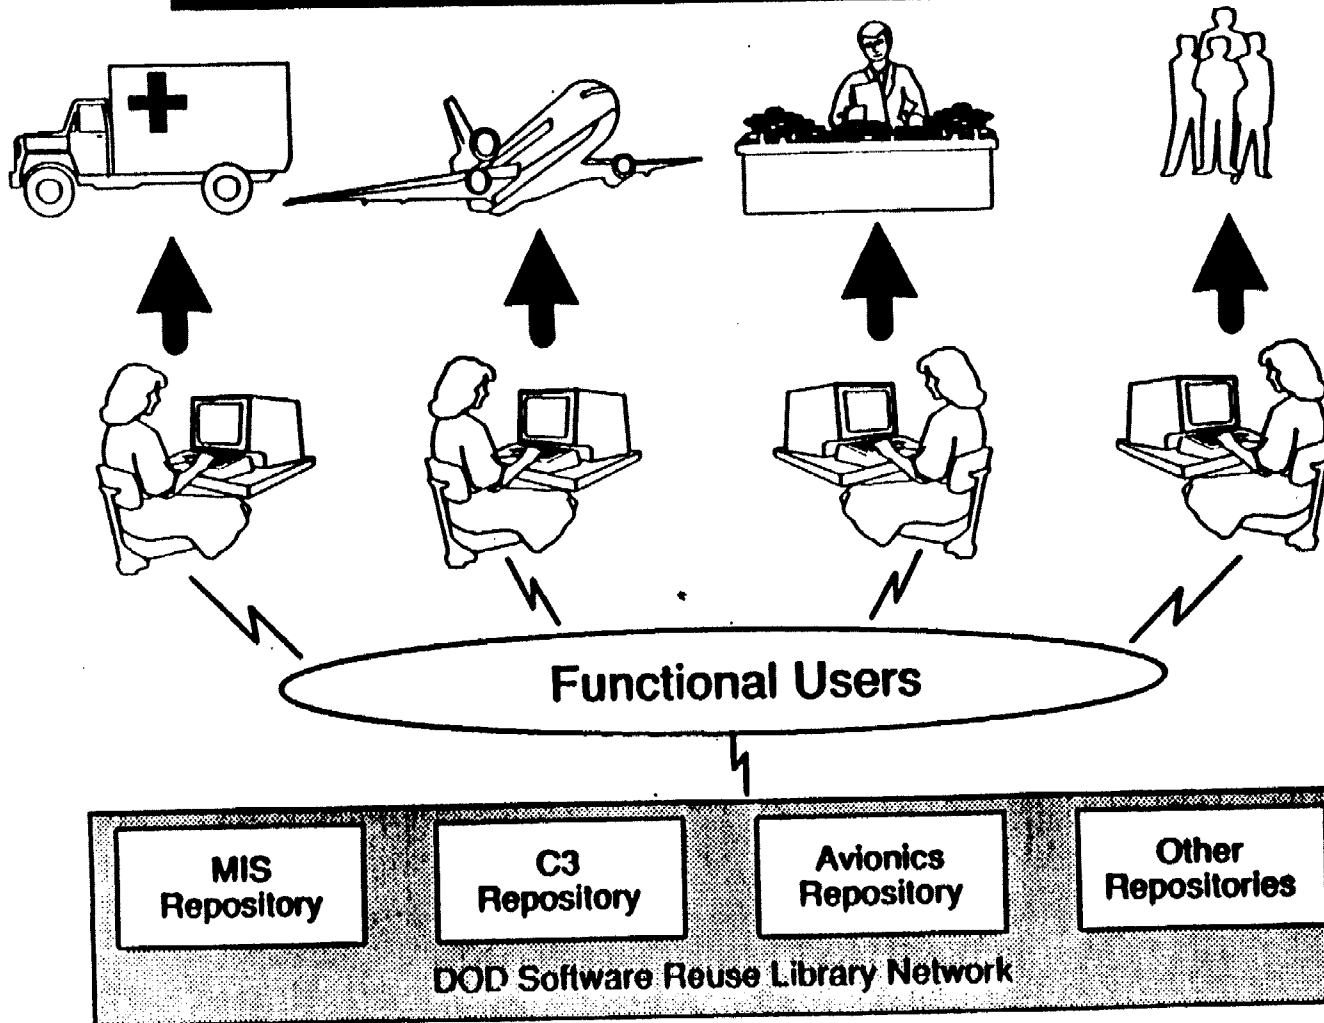 Functional Users
MIS
Repository
C3
Repository
Avionics
Repository
Other
Repositories
DOD Software Reuse Library Network